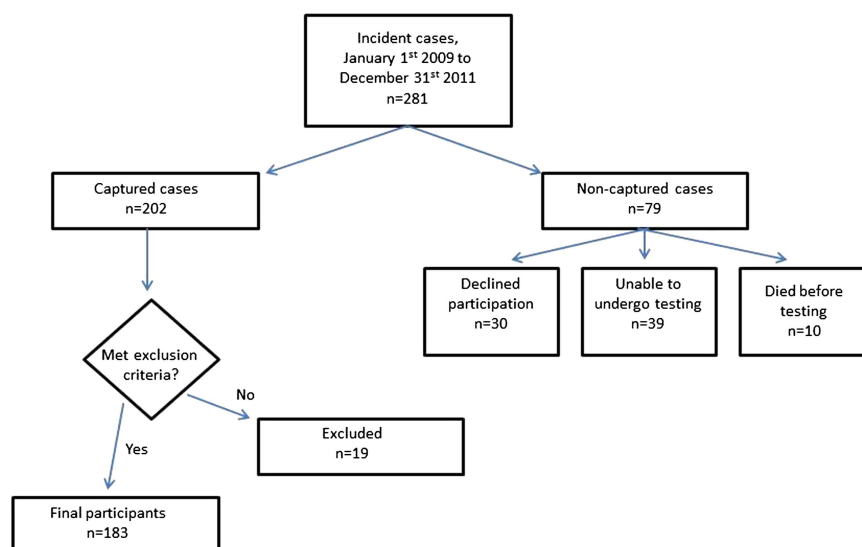 Incident cases,
January 1st 2009 to
December 31st 2011
n=281
Captured cases
n=202
Non-captured cases
n=79
Declined
participation
n=30
Unable to
undergo testing
n=39
Died before
testing
n=10
Met exclusion
criteria?
No
Excluded
n=19
Yes
Final participants
n=183